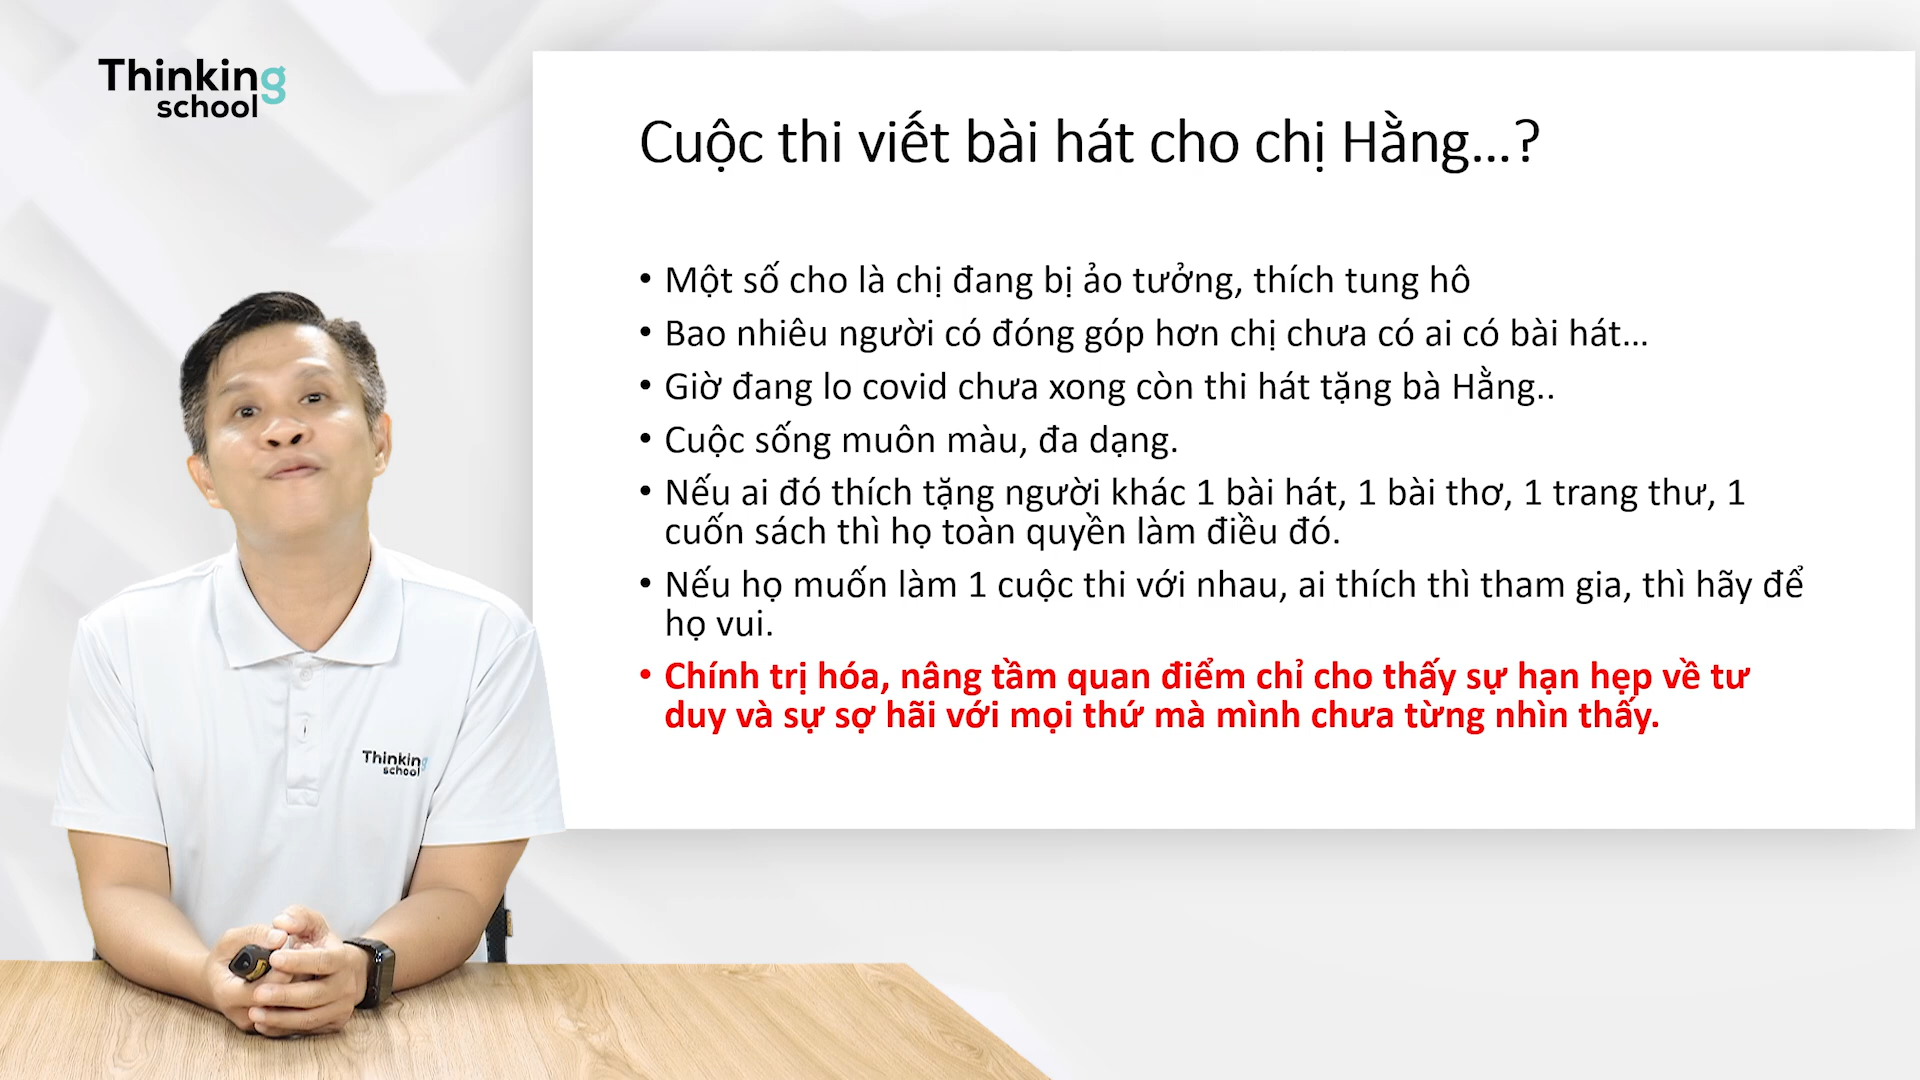 Thinking
school
Cuộc thi viết bài hát cho chị Hằng...?
• Một số cho là chị đang bị ảo tưởng, thích tung hô
• Bao nhiêu người có đóng góp hơn chị chưa có ai có bài hát...
• Giờ đang lo covid chưa xong còn thi hát tặng bà Hằng..
• Cuộc sống muôn màu, đa dạng.
• Nếu ai đó thích tặng người khác 1 bài hát, 1 bài thơ, 1 trang thư, 1
cuốn sách thì họ toàn quyền làm điều đó.
• Nếu họ muốn làm 1 cuộc thi với nhau, ai thích thì tham gia, thì hãy để
họ vui.
• Chính trị hóa, nâng tầm quan điểm chỉ cho thấy sự hạn hẹp về tư
duy và sự sợ hãi với mọi thứ mà mình chưa từng nhìn thấy.
Thinking
school